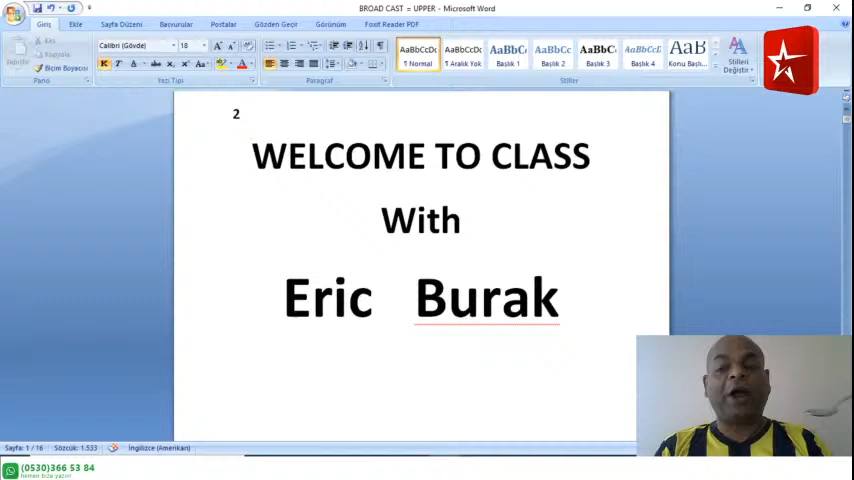 BROAD CAST = UPPER - Microsoft Word
Giriş Ekle Sayfa Düzeni Başvurular Postalar Gözden Geçir Görünüm Foxit Reader PDF
Kes
Kopyala
Biçim Boyacısı
Yapıştır
Pano
Calibri (Gövde) 18
Yazı Tipi
Paragraf
AaBbCcDc AaBbCcDc AaBbC AaBbCc AaBbC AaBbCcD AaB
¶ Normal ¶ Aralık Yok Başlık 1 Başlık 2 Başlık 3 Başlık 4 Konu Başl...
Stilleri
Değiştir
Stiller
2
WELCOME TO CLASS
With
Eric Burak
Sayfa: 1 / 16 Sözcük: 1.533 İngilizce (Amerikan)
(0530)366 53 84
hemen bize yazın!